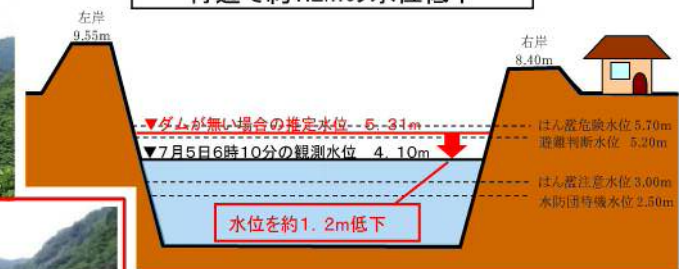 左岸
9.55m
右岸
8.40m
▼ダムが無い場合の推定水位 5.31m
▼7月5日6時10分の観測水位 4.10m
はん濫危険水位 5.70m
避難判断水位 5.20m
はん濫注意水位 3.00m
水防団待機水位 2.50m
水位を約1.2m低下